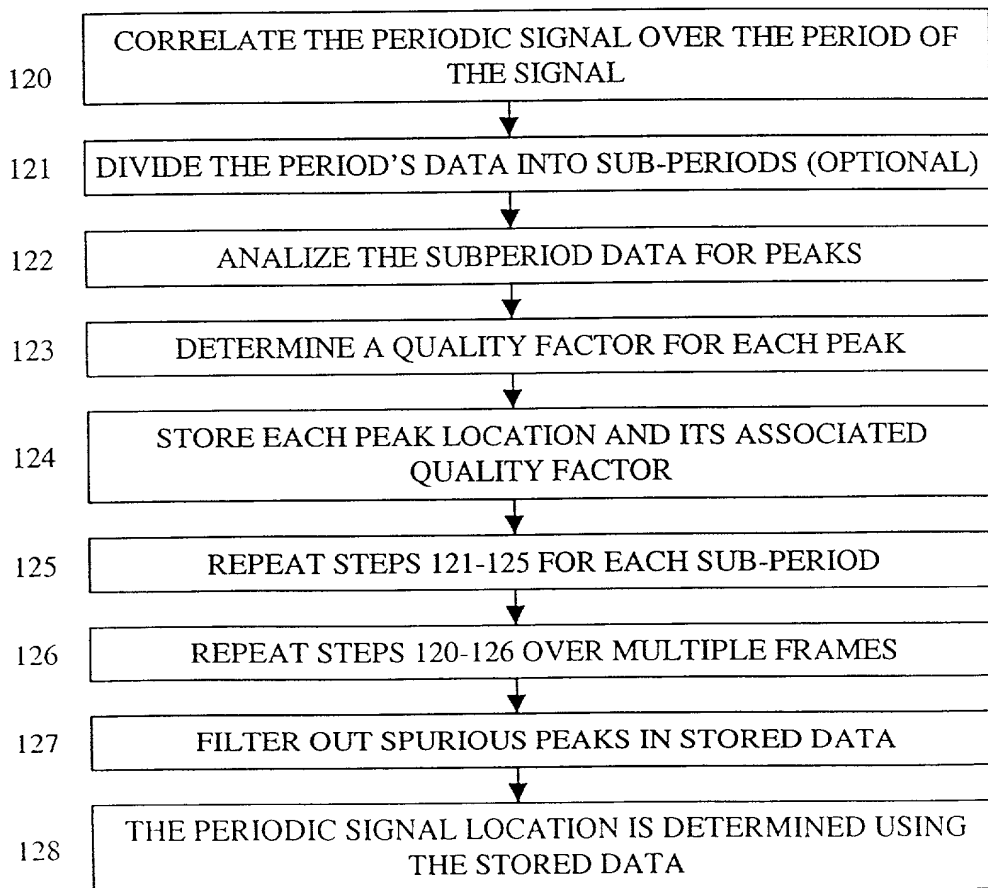 CORRELATE THE PERIODIC SIGNAL OVER THE PERIOD OF
THE SIGNAL
120
121
DIVIDE THE PERIOD'S DATA INTO SUB-PERIODS (OPTIONAL)
122
ANALIZE THE SUBPERIOD DATA FOR PEAKS
123
DETERMINE A QUALITY FACTOR FOR EACH PEAK
124
STORE EACH PEAK LOCATION AND ITS ASSOCIATED
QUALITY FACTOR
125
REPEAT STEPS 121-125 FOR EACH SUB-PERIOD
126
REPEAT STEPS 120-126 OVER MULTIPLE FRAMES
127
FILTER OUT SPURIOUS PEAKS IN STORED DATA
128
THE PERIODIC SIGNAL LOCATION IS DETERMINED USING
THE STORED DATA